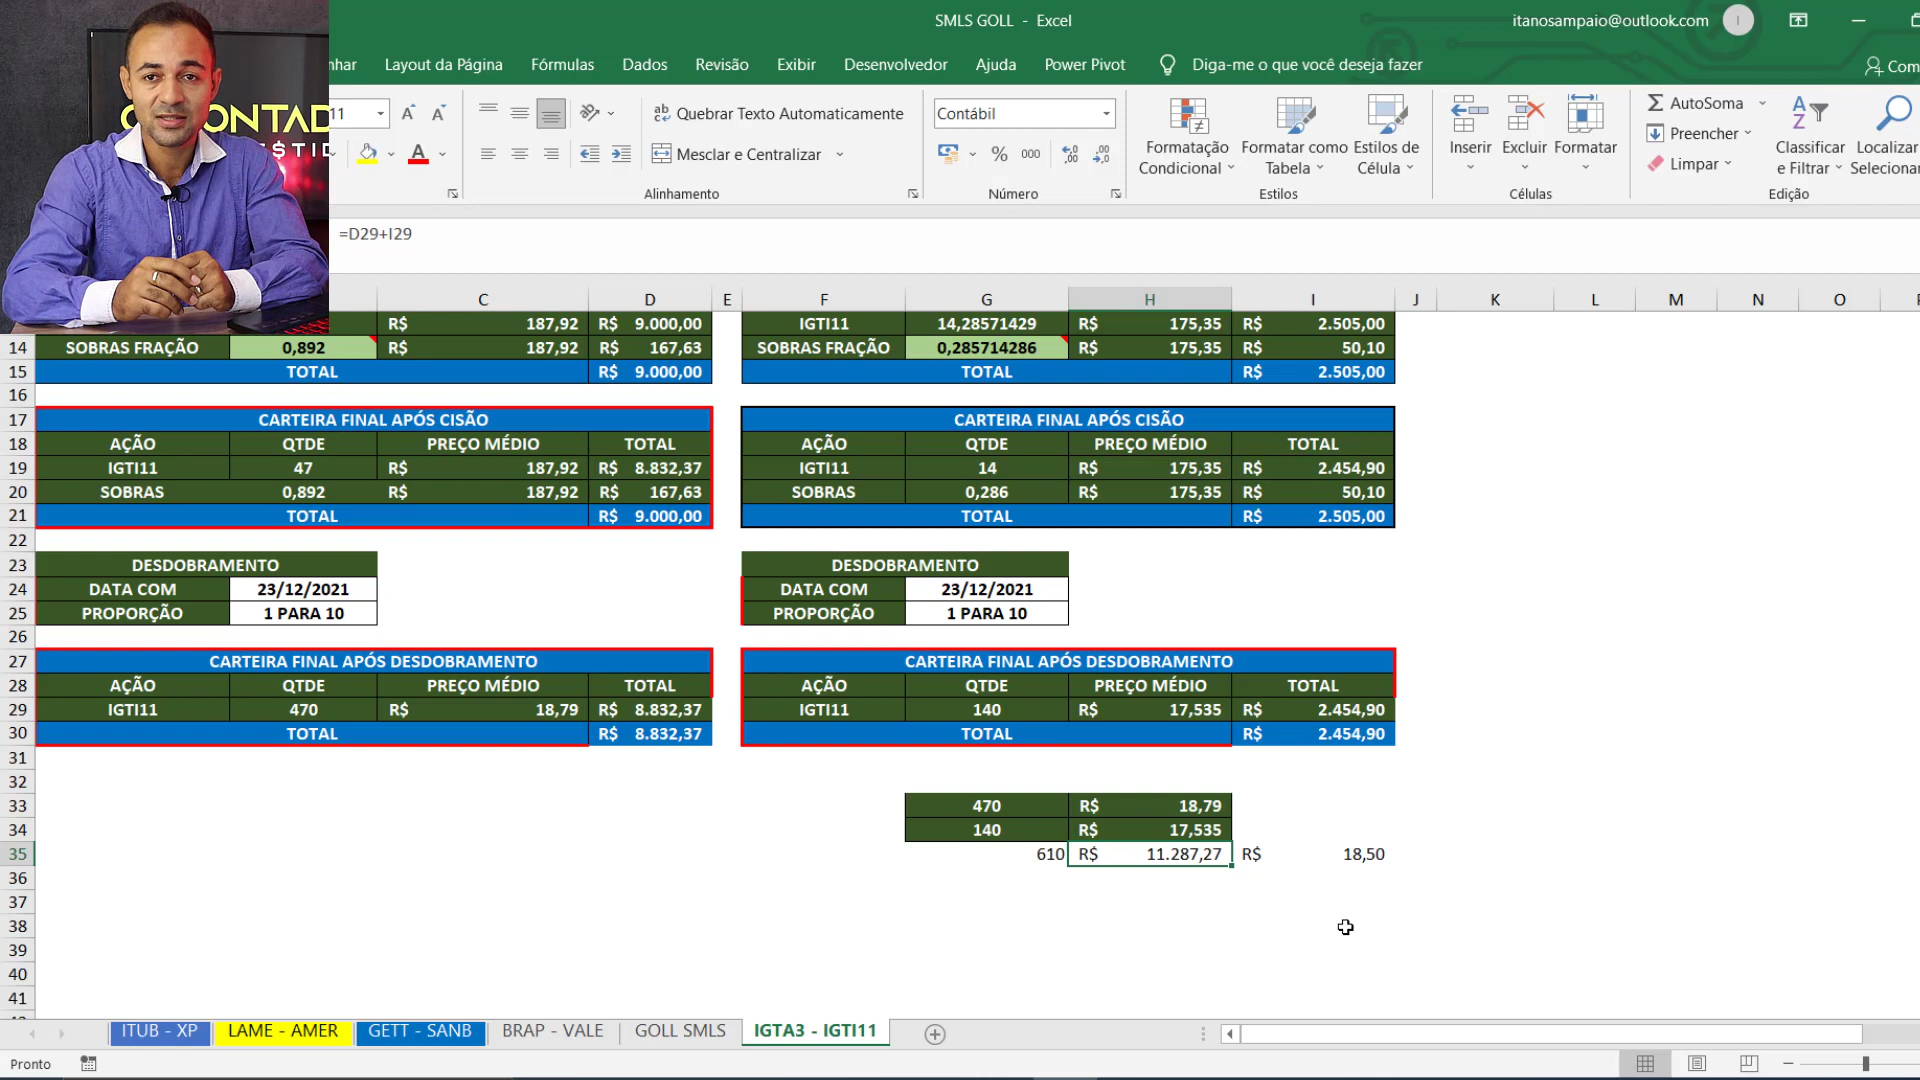 SMLS GOLL - Excel
itanosampaio@outlook.com
I
Layout da Página Fórmulas Dados Revisão Exibir Desenvolvedor Ajuda Power Pivot Diga-me o que você deseja fazer
11 Quebrar Texto Automaticamente Contábil
Mesclar e Centralizar % 000
Formatação Condicional
Formatar como Tabela
Estilos de Célula
Inserir Excluir Formatar
AutoSoma
Preencher
Limpar
Classificar e Filtrar
Alinhamento Número Estilos Células Edição
=D29+I29
C D E F G H I J K L M N O
R$ 187,92 R$ 9.000,00 IGTI11 14,28571429 R$ 175,35 R$ 2.505,00
14 SOBRAS FRAÇÃO 0,892 R$ 187,92 R$ 167,63 SOBRAS FRAÇÃO 0,285714286 R$ 175,35 R$ 50,10
15 TOTAL R$ 9.000,00 TOTAL R$ 2.505,00
16
17 CARTEIRA FINAL APÓS CISÃO CARTEIRA FINAL APÓS CISÃO
18 AÇÃO QTDE PREÇO MÉDIO TOTAL AÇÃO QTDE PREÇO MÉDIO TOTAL
19 IGTI11 47 R$ 187,92 R$ 8.832,37 IGTI11 14 R$ 175,35 R$ 2.454,90
20 SOBRAS 0,892 R$ 187,92 R$ 167,63 SOBRAS 0,286 R$ 175,35 R$ 50,10
21 TOTAL R$ 9.000,00 TOTAL R$ 2.505,00
22
23 DESDOBRAMENTO DESDOBRAMENTO
24 DATA COM 23/12/2021 DATA COM 23/12/2021
25 PROPORÇÃO 1 PARA 10 PROPORÇÃO 1 PARA 10
26
27 CARTEIRA FINAL APÓS DESDOBRAMENTO CARTEIRA FINAL APÓS DESDOBRAMENTO
28 AÇÃO QTDE PREÇO MÉDIO TOTAL AÇÃO QTDE PREÇO MÉDIO TOTAL
29 IGTI11 470 R$ 18,79 R$ 8.832,37 IGTI11 140 R$ 17,535 R$ 2.454,90
30 TOTAL R$ 8.832,37 TOTAL R$ 2.454,90
31
32
33 470 R$ 18,79
34 140 R$ 17,535
35 610 R$ 11.287,27 R$ 18,50
36
37
38
39
40
41
ITUB - XP LAME - AMER GETT - SANB BRAP - VALE GOLL SMLS IGTA3 - IGTI11
Pronto